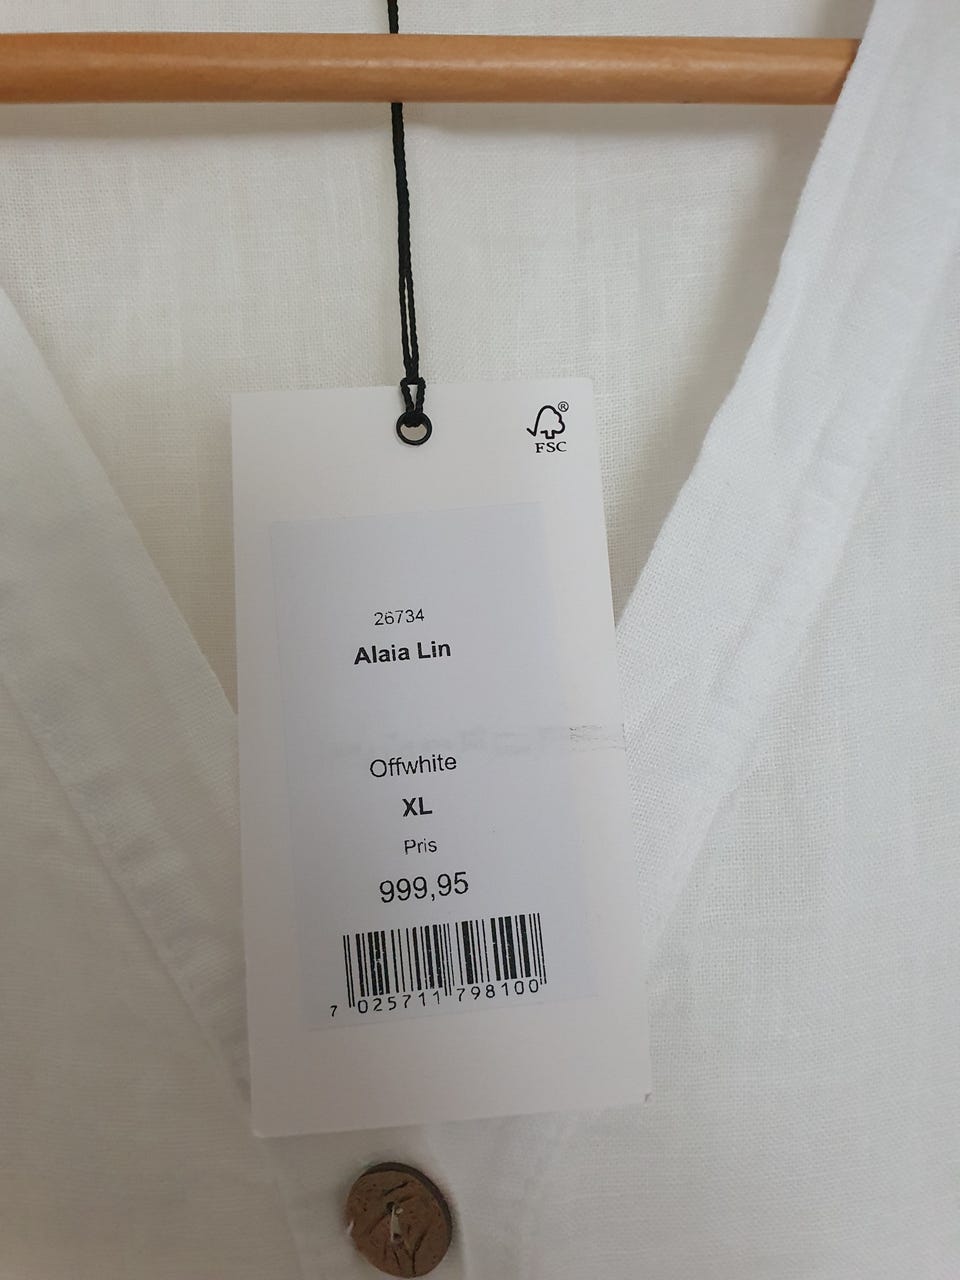 ®
FSC
26734
Alaia Lin
Offwhite
XL
Pris
999,95
7 025711 798100